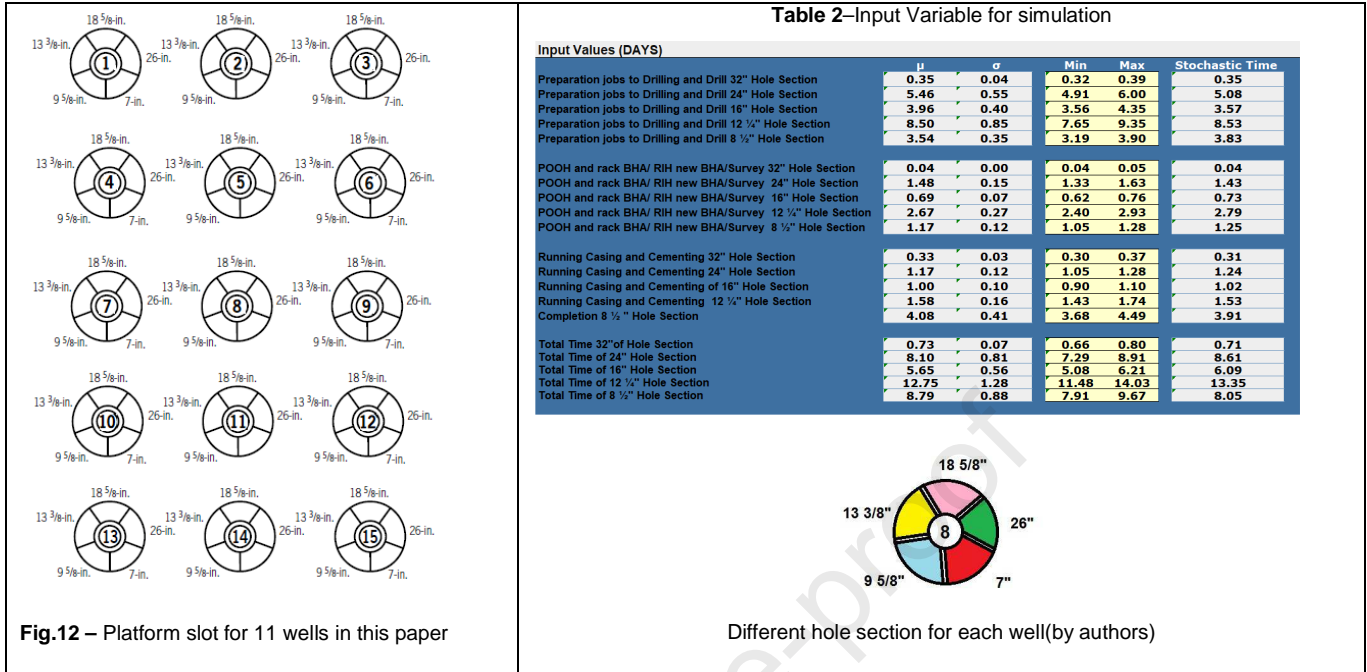 18 5/8-in. 18 5/8-in. 18 5/8-in.
13 3/8-in. 13 3/8-in. 13 3/8-in.
1 26-in. 2 26-in. 3 26-in.
9 5/8-in. 7-in. 9 5/8-in. 7-in. 9 5/8-in. 7-in.
18 5/8-in. 18 5/8-in. 18 5/8-in.
13 3/8-in. 13 3/8-in. 13 3/8-in.
4 26-in. 5 26-in. 6 26-in.
9 5/8-in. 7-in. 9 5/8-in. 7-in. 9 5/8-in. 7-in.
18 5/8-in. 18 5/8-in. 18 5/8-in.
13 3/8-in. 13 3/8-in. 13 3/8-in.
7 26-in. 8 26-in. 9 26-in.
9 5/8-in. 7-in. 9 5/8-in. 7-in. 9 5/8-in. 7-in.
18 5/8-in. 18 5/8-in. 18 5/8-in.
13 3/8-in. 13 3/8-in. 13 3/8-in.
10 26-in. 11 26-in. 12 26-in.
9 5/8-in. 7-in. 9 5/8-in. 7-in. 9 5/8-in. 7-in.
18 5/8-in. 18 5/8-in. 18 5/8-in.
13 3/8-in. 13 3/8-in. 13 3/8-in.
13 26-in. 14 26-in. 15 26-in.
9 5/8-in. 7-in. 9 5/8-in. 7-in. 9 5/8-in. 7-in.
Fig.12 – Platform slot for 11 wells in this paper
Table 2–Input Variable for simulation
Input Values (DAYS)
µ σ Min Max Stochastic Time
Preparation jobs to Drilling and Drill 32" Hole Section 0.35 0.04 0.32 0.39 0.35
Preparation jobs to Drilling and Drill 24" Hole Section 5.46 0.55 4.91 6.00 5.08
Preparation jobs to Drilling and Drill 16" Hole Section 3.96 0.40 3.56 4.35 3.57
Preparation jobs to Drilling and Drill 12 ¼" Hole Section 8.50 0.85 7.65 9.35 8.53
Preparation jobs to Drilling and Drill 8 ½" Hole Section 3.54 0.35 3.19 3.90 3.83
POOH and rack BHA/ RIH new BHA/Survey 32" Hole Section 0.04 0.00 0.04 0.05 0.04
POOH and rack BHA/ RIH new BHA/Survey 24" Hole Section 1.48 0.15 1.33 1.63 1.43
POOH and rack BHA/ RIH new BHA/Survey 16" Hole Section 0.69 0.07 0.62 0.76 0.73
POOH and rack BHA/ RIH new BHA/Survey 12 ¼" Hole Section 2.67 0.27 2.40 2.93 2.79
POOH and rack BHA/ RIH new BHA/Survey 8 ½" Hole Section 1.17 0.12 1.05 1.28 1.25
Running Casing and Cementing 32" Hole Section 0.33 0.03 0.30 0.37 0.31
Running Casing and Cementing 24" Hole Section 1.17 0.12 1.05 1.28 1.24
Running Casing and Cementing of 16" Hole Section 1.00 0.10 0.90 1.10 1.02
Running Casing and Cementing 12 ¼" Hole Section 1.58 0.16 1.43 1.74 1.53
Completion 8 ½ " Hole Section 4.08 0.41 3.68 4.49 3.91
Total Time 32"of Hole Section 0.73 0.07 0.66 0.80 0.71
Total Time of 24" Hole Section 8.10 0.81 7.29 8.91 8.61
Total Time of 16" Hole Section 5.65 0.56 5.08 6.21 6.09
Total Time of 12 ¼" Hole Section 12.75 1.28 11.48 14.03 13.35
Total Time of 8 ½" Hole Section 8.79 0.88 7.91 9.67 8.05
18 5/8"
13 3/8"
8 26"
9 5/8" 7"
Different hole section for each well(by authors)